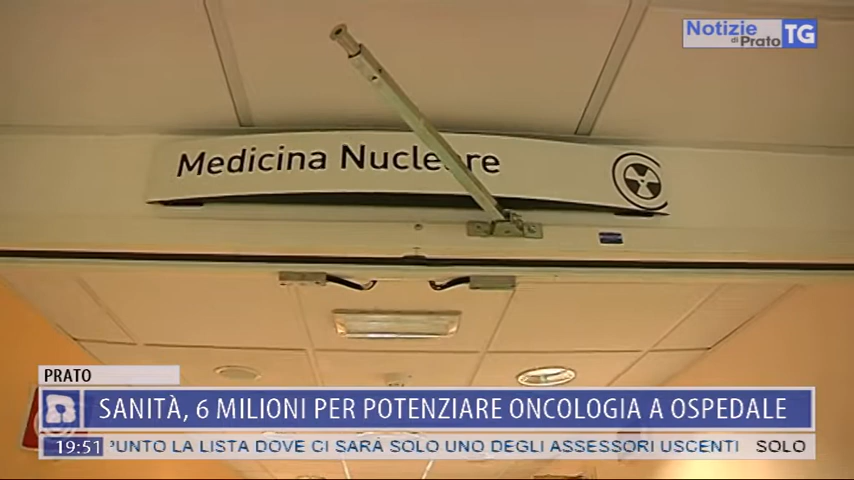 Notizie
di Prato TG
Medicina Nucleare
PRATO
SANITÀ, 6 MILIONI PER POTENZIARE ONCOLOGIA A OSPEDALE
19:51 PUNTO LA LISTA DOVE CI SARÀ SOLO UNO DEGLI ASSESSORI USCENTI SOLO